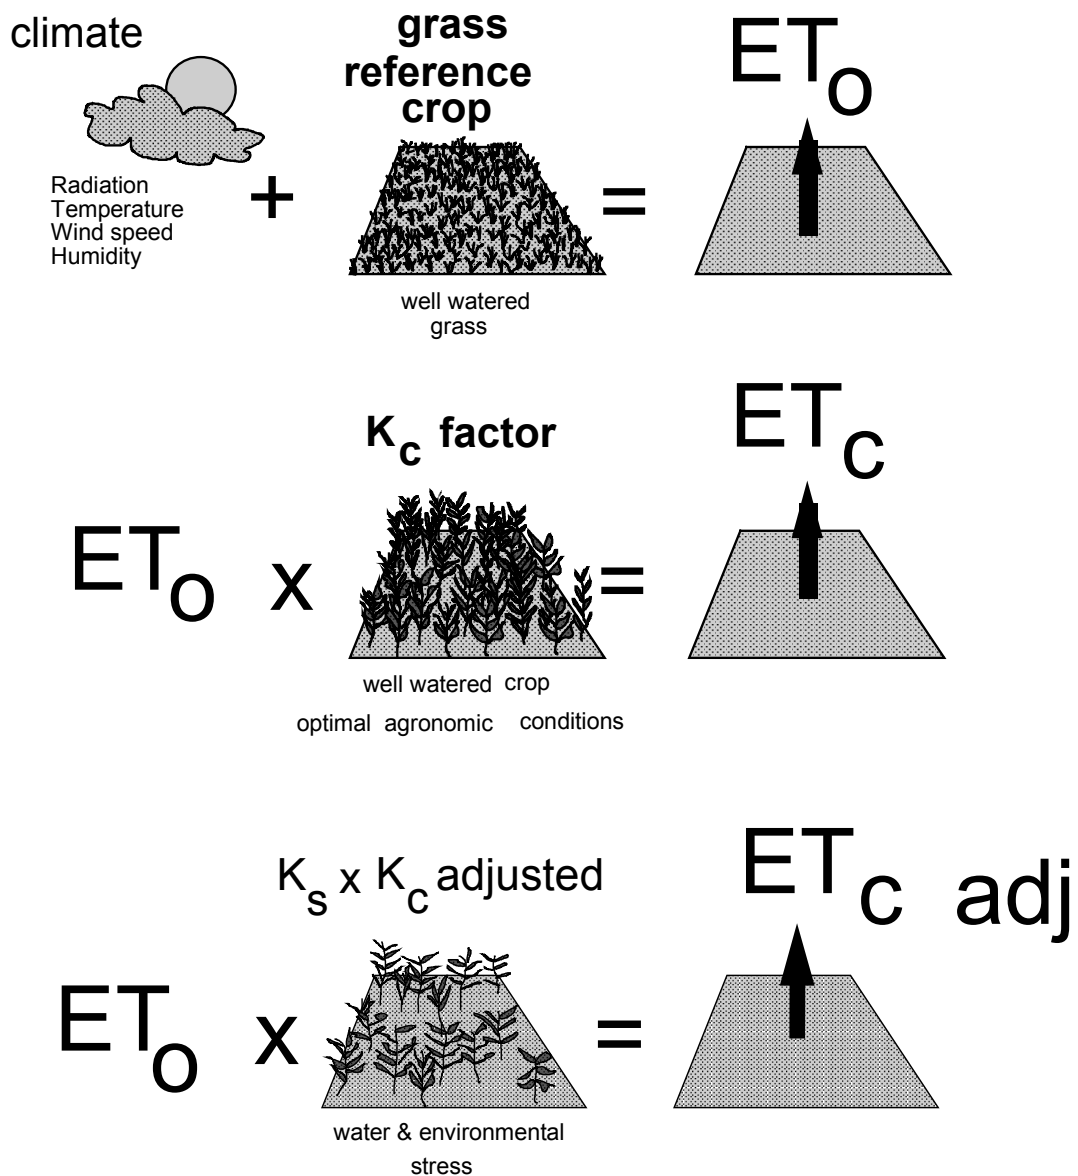 climate
grass
reference
crop
ETo
Radiation
Temperature
Wind speed
Humidity
+
=
well watered
grass
Kc factor
ETc
ETo x
=
well watered crop
optimal agronomic conditions
Ks x Kc adjusted
ETc adj
ETo x
=
water & environmental
stress